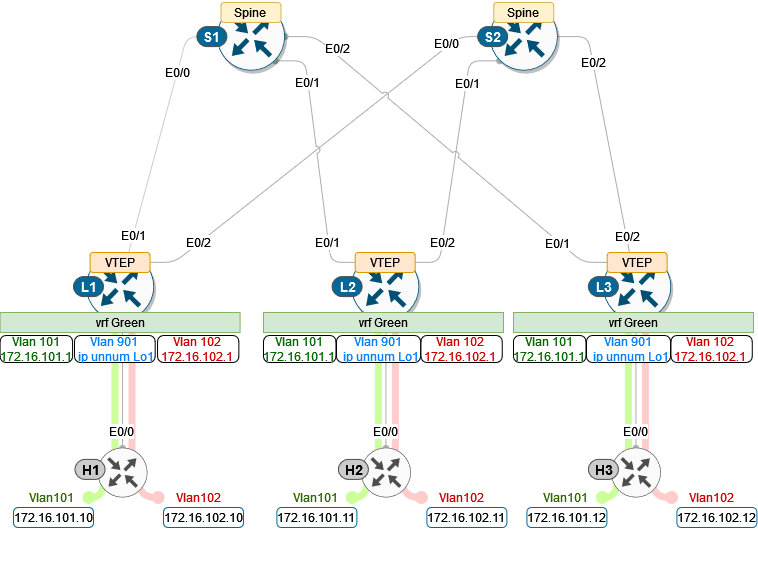 Spine
Spine
S1
S2
E0/2
E0/0
E0/0
E0/1
E0/1
E0/2
E0/1
E0/2
E0/1
E0/2
E0/1
E0/2
VTEP
VTEP
VTEP
L1
L2
L3
vrf Green
vrf Green
vrf Green
Vlan 101
172.16.101.1
Vlan 901
ip unnum Lo1
Vlan 102
172.16.102.1
Vlan 101
172.16.101.1
Vlan 901
ip unnum Lo1
Vlan 102
172.16.102.1
Vlan 101
172.16.101.1
Vlan 901
ip unnum Lo1
Vlan 102
172.16.102.1
E0/0
E0/0
E0/0
H1
H2
H3
Vlan101
Vlan102
Vlan101
Vlan102
Vlan101
Vlan102
172.16.101.10
172.16.102.10
172.16.101.11
172.16.102.11
172.16.101.12
172.16.102.12